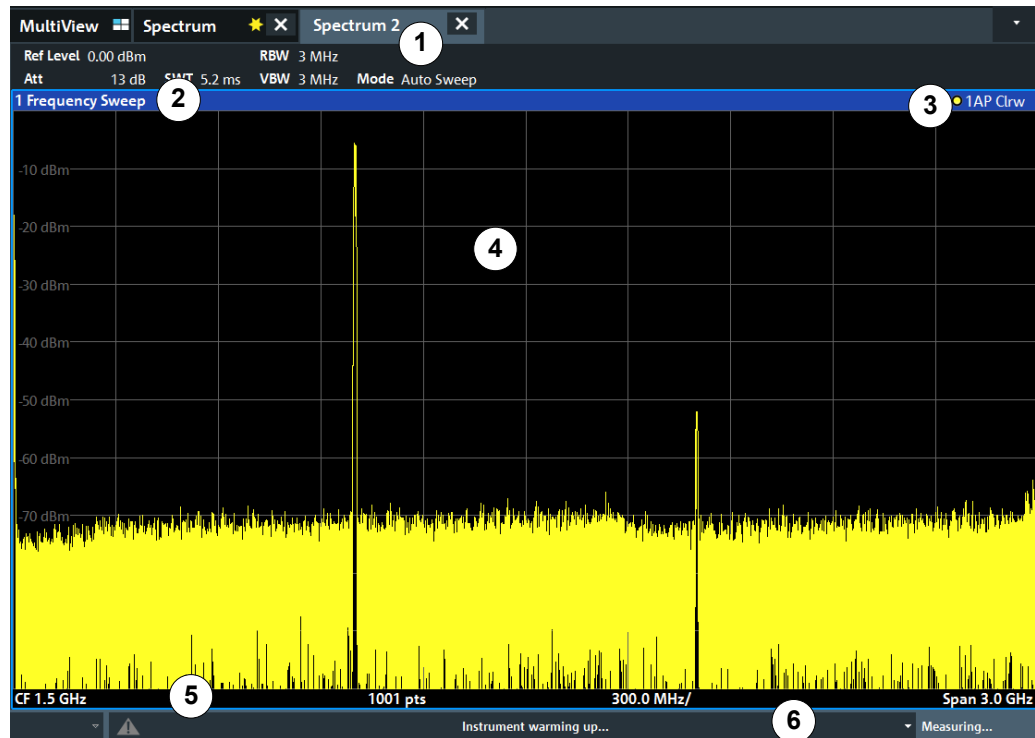 MultiView Spectrum Spectrum 2
1
Ref Level 0.00 dBm RBW 3 MHz
Att 13 dB SWT 5.2 ms VBW 3 MHz Mode Auto Sweep
1 Frequency Sweep 2 3 1AP Clrw
-10 dBm
-20 dBm
4
-30 dBm
-40 dBm
-50 dBm
-60 dBm
-70 dBm
CF 1.5 GHz 5 1001 pts 300.0 MHz/ Span 3.0 GHz
Instrument warming up... 6 Measuring...